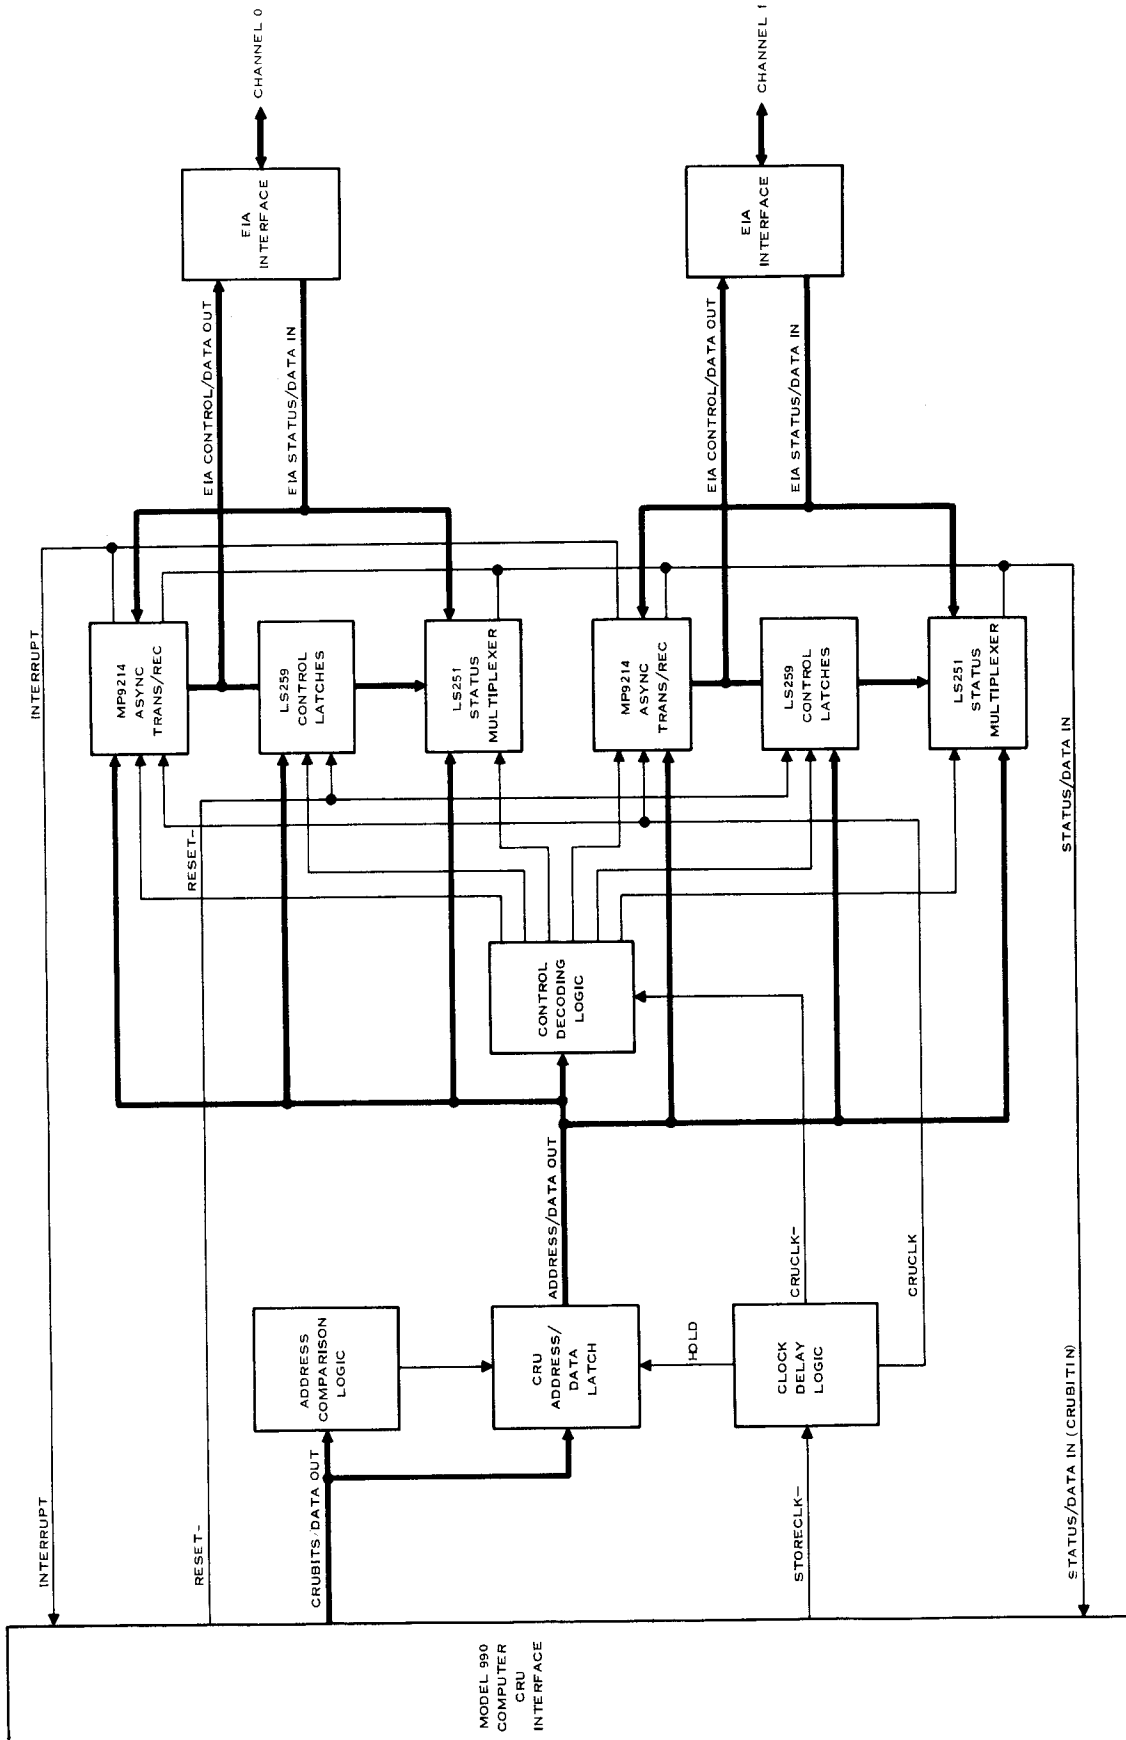 MODEL 990
COMPUTER
CRU
INTERFACE
INTERRUPT
RESET-
CRUBITS/DATA OUT
STORECLK-
STATUS/DATA IN (CRUBITIN)
ADDRESS
COMPARISON
LOGIC
CRU
ADDRESS/
DATA
LATCH
HOLD
CLOCK
DELAY
LOGIC
ADDRESS/DATA OUT
CRUCLK-
CRUCLK
CONTROL
DECODING
LOGIC
INTERRUPT
RESET-
STATUS/DATA IN
MP9214
ASYNC
TRANS/REC
LS259
CONTROL
LATCHES
LS251
STATUS
MULTIPLEXER
MP9214
ASYNC
TRANS/REC
LS259
CONTROL
LATCHES
LS251
STATUS
MULTIPLEXER
EIA CONTROL/DATA OUT
EIA STATUS/DATA IN
EIA CONTROL/DATA OUT
EIA STATUS/DATA IN
EIA
INTERFACE
EIA
INTERFACE
CHANNEL 0
CHANNEL 1